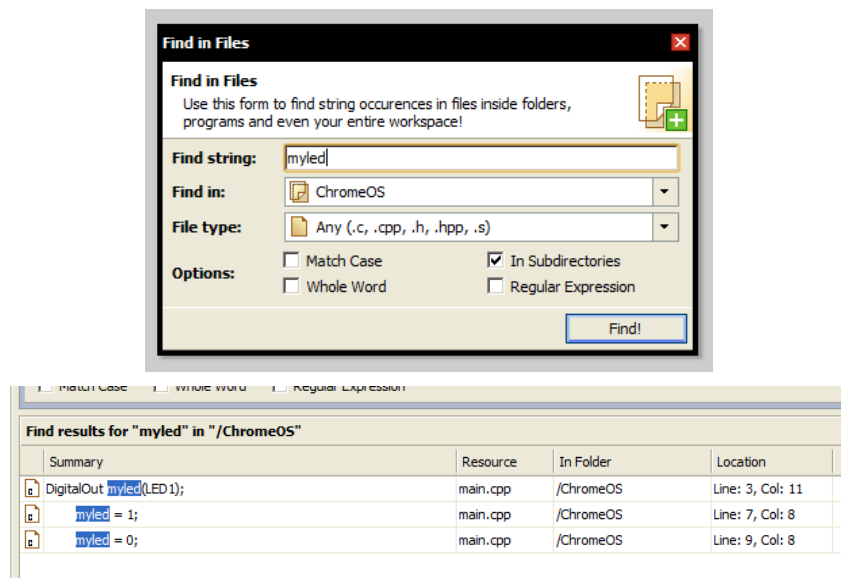 Find in Files
Find in Files
Use this form to find string occurences in files inside folders,
programs and even your entire workspace!
Find string: myled
Find in: ChromeOS
File type: Any (.c, .cpp, .h, .hpp, .s)
Options:
Match Case In Subdirectories
Whole Word Regular Expression
Find!
Match Case Whole Word Regular Expression
Find results for "myled" in "/ChromeOS"
Summary Resource In Folder Location
DigitalOut myled(LED1); main.cpp /ChromeOS Line: 3, Col: 11
myled = 1; main.cpp /ChromeOS Line: 7, Col: 8
myled = 0; main.cpp /ChromeOS Line: 9, Col: 8